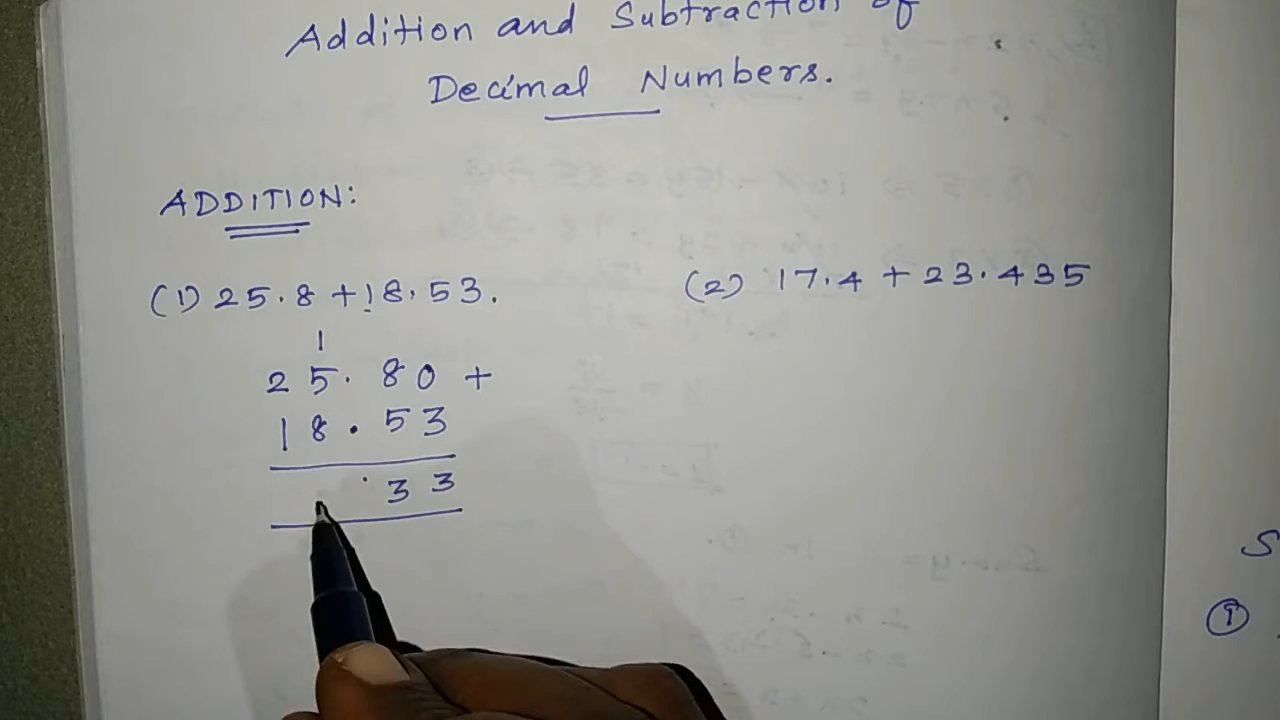 Addition and Subtraction of
Decimal Numbers.
ADDITION:
(1) 25.8 + 18.53.
1
25.80 +
18.53
.33
(2) 17.4 + 23.435
S
①